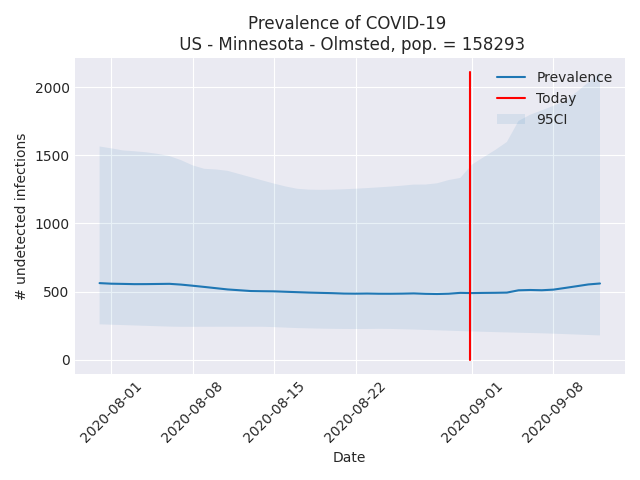 Prevalence of COVID-19
US - Minnesota - Olmsted, pop. = 158293
Prevalence
Today
95CI
# undetected infections
2000
1500
1000
500
0
2020-08-01
2020-08-08
2020-08-15
2020-08-22
2020-09-01
2020-09-08
Date